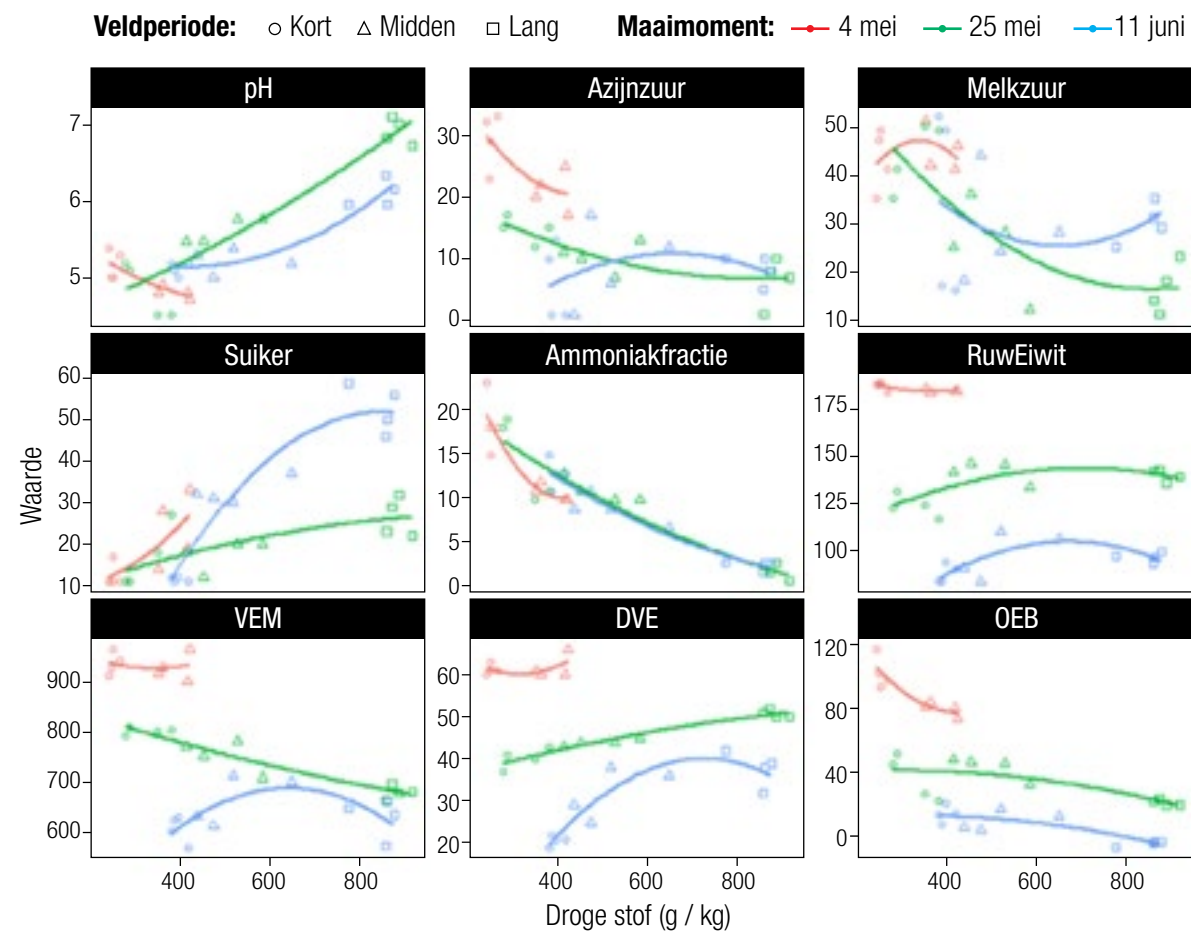 Veldperiode: Kort Midden Lang Maaimoment: 4 mei 25 mei 11 juni
pH Azijnzuur Melkzuur
7 6 5
30 20 10 0
50 40 30 20 10
Suiker Ammoniakfractie RuwEiwit
60 50 40 30 20 10
20 15 10 5 0
175 150 125 100
Waarde
VEM DVE OEB
900 800 700 600
60 50 40 30 20
120 80 40 0
400 600 800 400 600 800 400 600 800
Droge stof (g / kg)